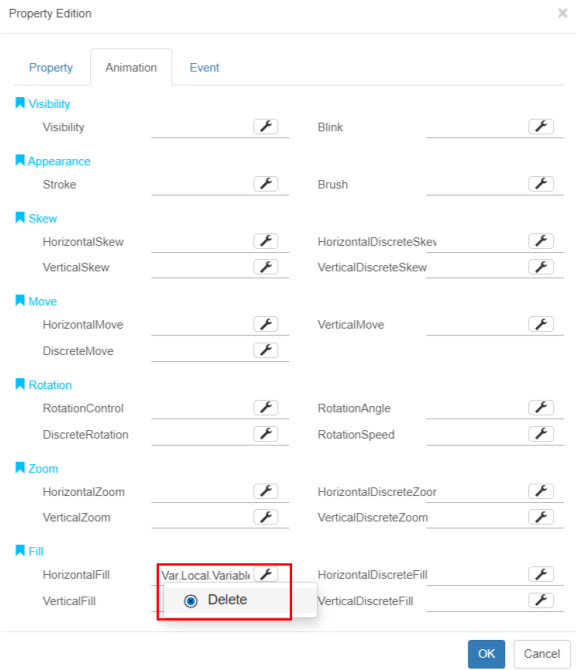 Property Edition ×
Property Animation Event
Visibility
Visibility Blink
Appearance
Stroke Brush
Skew
HorizontalSkew HorizontalDiscreteSkew
VerticalSkew VerticalDiscreteSkew
Move
HorizontalMove VerticalMove
DiscreteMove
Rotation
RotationControl RotationAngle
DiscreteRotation RotationSpeed
Zoom
HorizontalZoom HorizontalDiscreteZoor
VerticalZoom VerticalDiscreteZoom
Fill
HorizontalFill Var.Local.Variabl HorizontalDiscreteFill
VerticalFill Delete VerticalDiscreteFill
OK Cancel